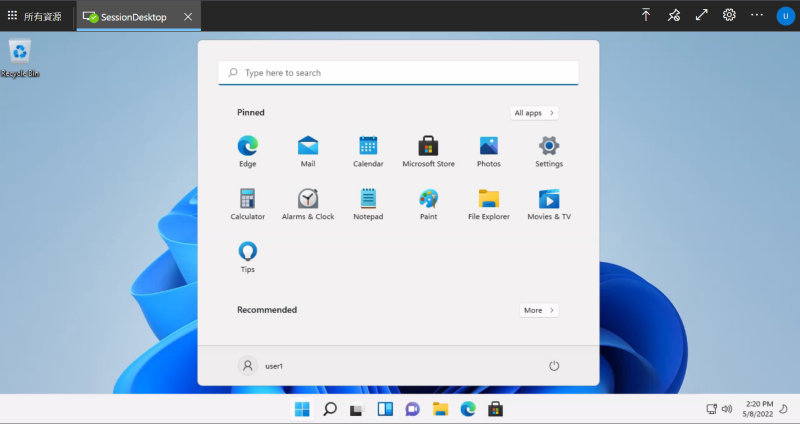 所有資源
SessionDesktop
U
Recycle Bin
Type here to search
Pinned
All apps
Edge Mail Calendar Microsoft Store Photos Settings
Calculator Alarms & Clock Notepad Paint File Explorer Movies & TV
Tips
Recommended
More
user1
2:20 PM
5/8/2022